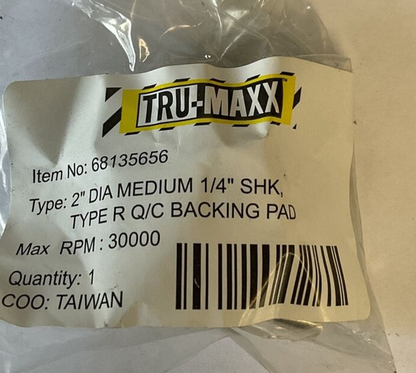 TRU-MAXX
Item No: 68135656
Type: 2" DIA MEDIUM 1/4" SHK,
TYPE R Q/C BACKING PAD
Max RPM : 30000
Quantity: 1
COO: TAIWAN